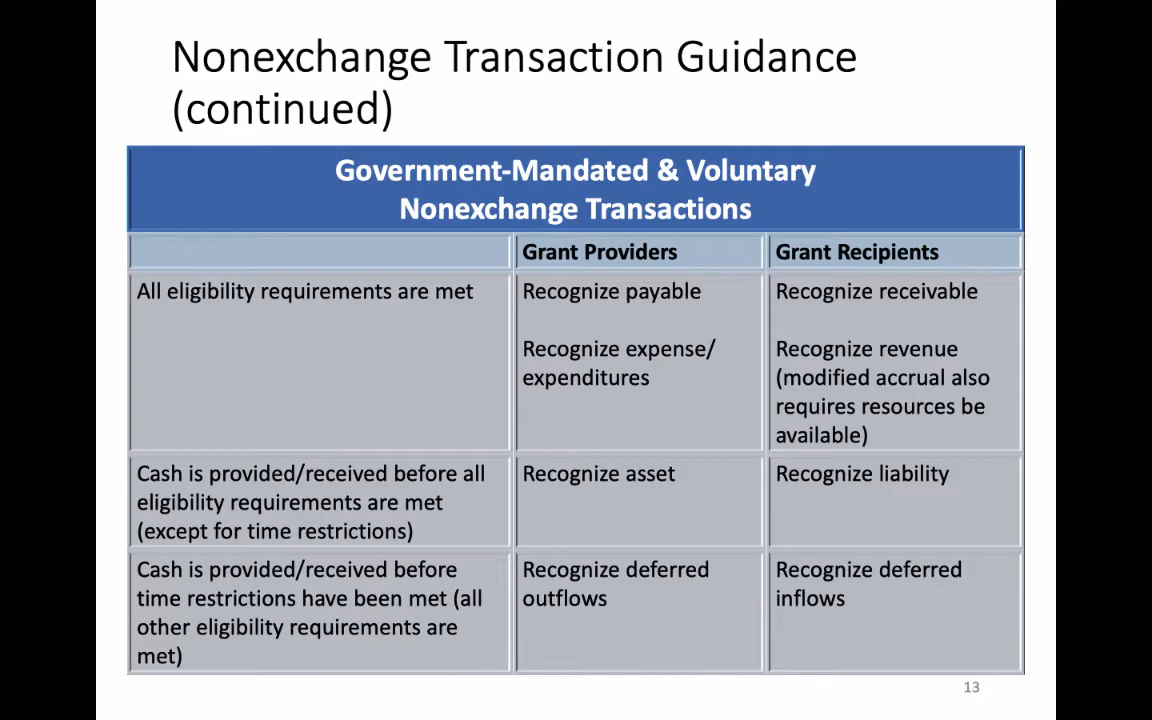 Nonexchange Transaction Guidance
(continued)
Government-Mandated & Voluntary
Nonexchange Transactions
Grant Providers
Grant Recipients
All eligibility requirements are met
Recognize payable
Recognize expense/
expenditures
Recognize receivable
Recognize revenue
(modified accrual also
requires resources be
available)
Cash is provided/received before all
eligibility requirements are met
(except for time restrictions)
Recognize asset
Recognize liability
Cash is provided/received before
time restrictions have been met (all
other eligibility requirements are
met)
Recognize deferred
outflows
Recognize deferred
inflows
13